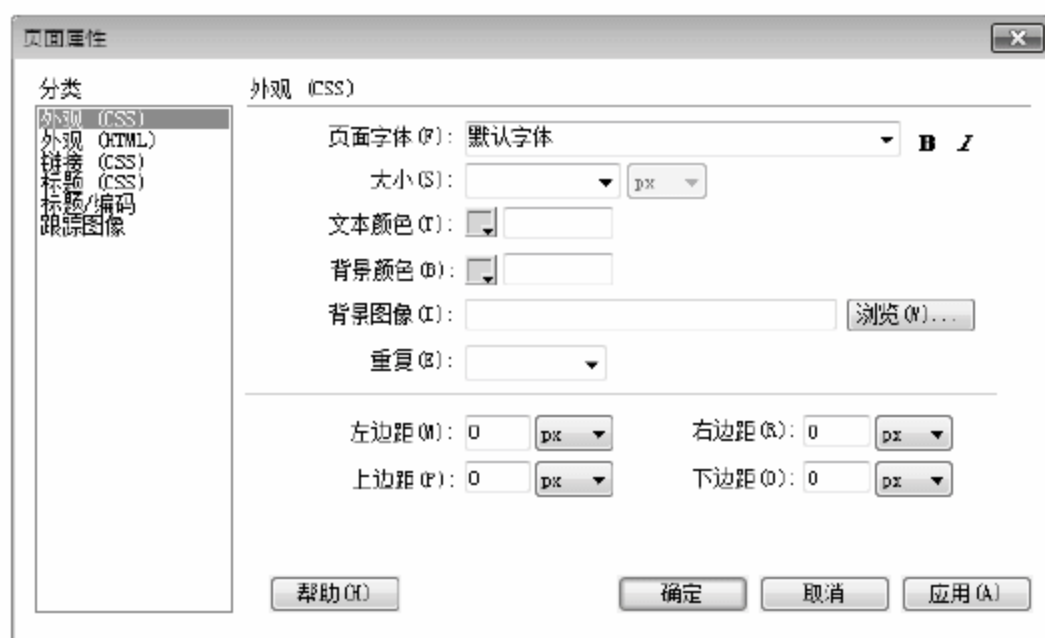 页面属性
分类
外观 (CSS)
外观 (HTML)
链接 (CSS)
标题 (CSS)
标题/编码
跟踪图像
外观 (CSS)
页面字体(F): 默认字体 B I
大小(S): px
文本颜色(T):
背景颜色(B):
背景图像(I): 浏览(W)...
重复(E):
左边距(M): 0 px 右边距(R): 0 px
上边距(P): 0 px 下边距(O): 0 px
帮助(H) 确定 取消 应用(A)